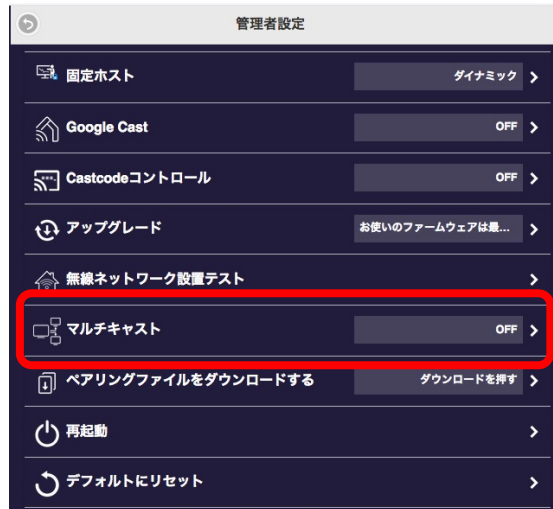 管理者設定
固定ホスト ダイナミック
Google Cast OFF
Castcodeコントロール OFF
アップグレード お使いのファームウェアは最...
無線ネットワーク設置テスト
マルチキャスト OFF
ペアリングファイルをダウンロードする ダウンロードを押す
再起動
デフォルトにリセット